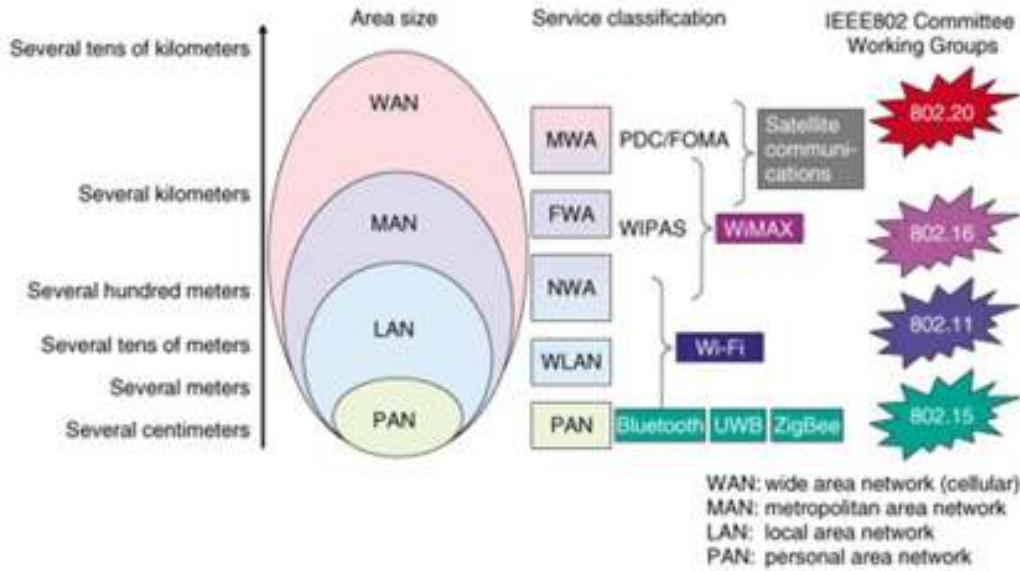 Area size
Service classification
IEEE802 Committee
Working Groups
Several tens of kilometers
Several kilometers
Several hundred meters
Several tens of meters
Several meters
Several centimeters
WAN
MAN
LAN
PAN
MWA
FWA
NWA
WLAN
PAN
PDC/FOMA
WIPAS
Satellite
communi-
cations
WiMAX
Wi-Fi
Bluetooth
UWB
ZigBee
802.20
802.16
802.11
802.15
WAN: wide area network (cellular)
MAN: metropolitan area network
LAN: local area network
PAN: personal area network